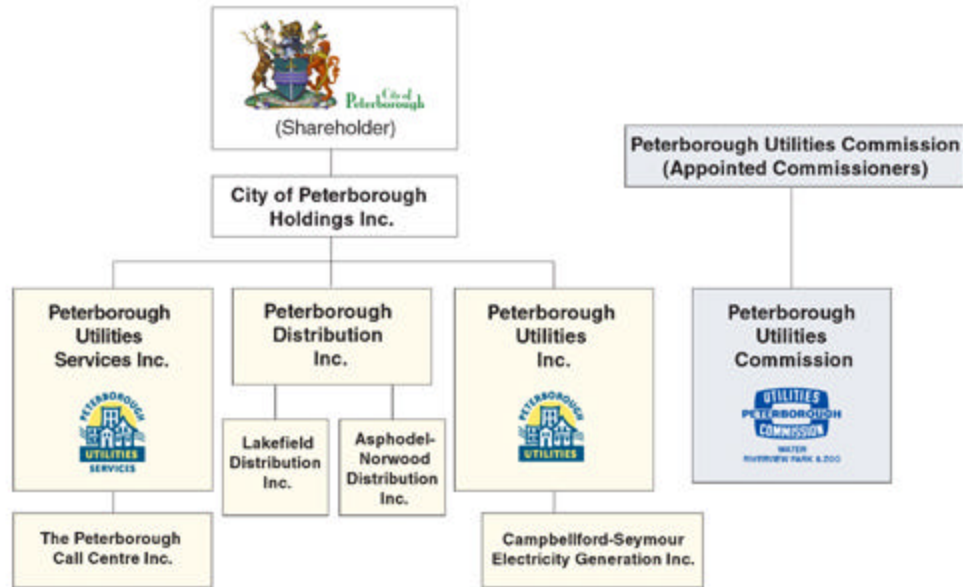 City of
Peterborough
(Shareholder)
Peterborough Utilities Commission
(Appointed Commissioners)
City of Peterborough
Holdings Inc.
Peterborough
Utilities
Services Inc.
PETERBOROUGH
UTILITIES
SERVICES
Peterborough
Distribution
Inc.
Peterborough
Utilities
Inc.
PETERBOROUGH
UTILITIES
Peterborough
Utilities
Commission
UTILITIES
PETERBOROUGH
COMMISSION
WATER
RIVERVIEW PARK & ZOO
Lakefield
Distribution
Inc.
Asphodel-
Norwood
Distribution
Inc.
The Peterborough
Call Centre Inc.
Campbellford-Seymour
Electricity Generation Inc.